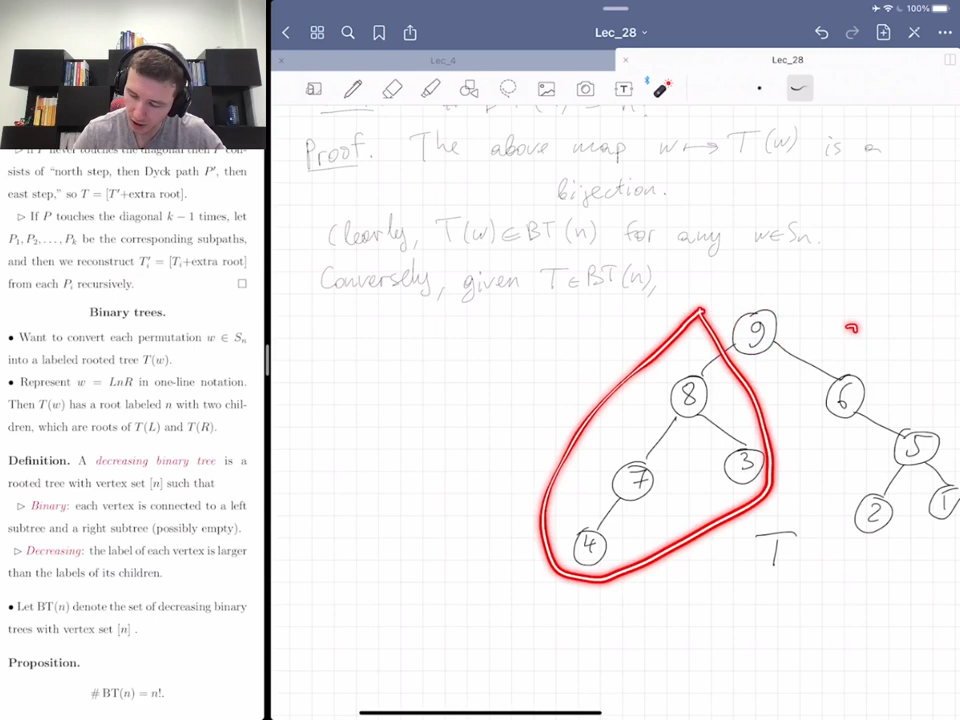 100%
Lec_28
Lec_4
Lec_28
T
sists of “north step, then Dyck path P′, then
east step,” so T = [T′+extra root].
▷ If P touches the diagonal k − 1 times, let
P₁, P₂, . . . , Pₖ be the corresponding subpaths,
and then we reconstruct T′ᵢ = [Tᵢ+extra root]
from each Pᵢ recursively. □
Binary trees.
• Want to convert each permutation w ∈ Sₙ
into a labeled rooted tree T(w).
• Represent w = LnR in one-line notation.
Then T(w) has a root labeled n with two chil-
dren, which are roots of T(L) and T(R).
Definition. A decreasing binary tree is a
rooted tree with vertex set [n] such that
▷ Binary: each vertex is connected to a left
subtree and a right subtree (possibly empty).
▷ Decreasing: the label of each vertex is larger
than the labels of its children.
• Let BT(n) denote the set of decreasing binary
trees with vertex set [n] .
Proposition.
# BT(n) = n!.
Proof. The above map w ↦ T(w) is a
bijection.
Clearly, T(w) ∈ BT(n) for any w∈Sn.
Conversely, given T∈BT(n),
9
8 6
7 3 5
4 2 1
T